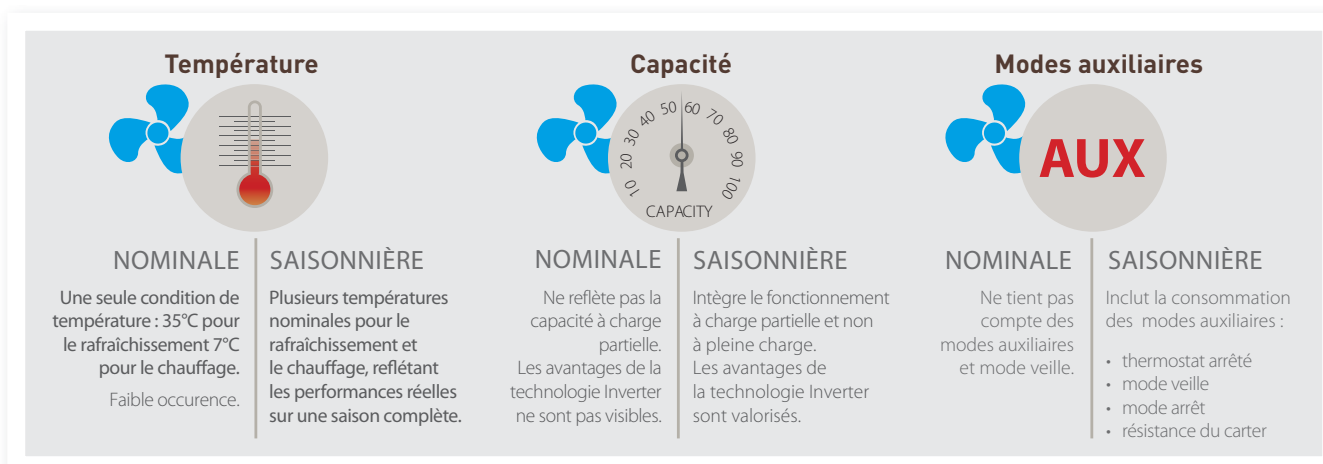 Température
10 20 30 40 50 60 70 80 90 100
CAPACITY
NOMINALE
Une seule condition de
température : 35°C pour
le rafraîchissement 7°C
pour le chauffage.
Faible occurence.
SAISONNIÈRE
Plusieurs températures
nominales pour le
rafraîchissement et
le chauffage, reflétant
les performances réelles
sur une saison complète.
Capacité
NOMINALE
Ne reflète pas la
capacité à charge
partielle.
Les avantages de la
technologie Inverter
ne sont pas visibles.
SAISONNIÈRE
Intègre le fonctionnement
à charge partielle et non
à pleine charge.
Les avantages de
la technologie Inverter
sont valorisés.
Modes auxiliaires
AUX
NOMINALE
Ne tient pas
compte des
modes auxiliaires
et mode veille.
SAISONNIÈRE
Inclut la consommation
des modes auxiliaires :
• thermostat arrêté
• mode veille
• mode arrêt
• résistance du carter